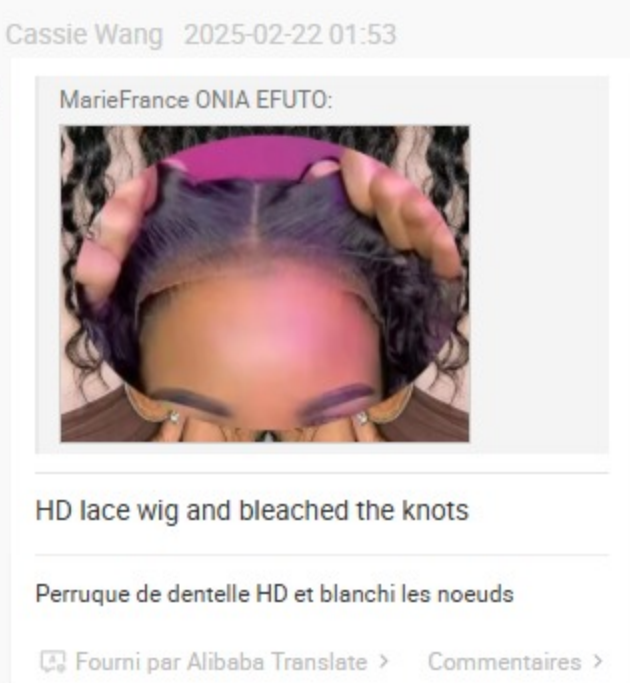 Cassie Wang 2025-02-22 01:53
MarieFrance ONIA EFUTO:
HD lace wig and bleached the knots
Perruque de dentelle HD et blanchi les noeuds
Fourni par Alibaba Translate > Commentaires >